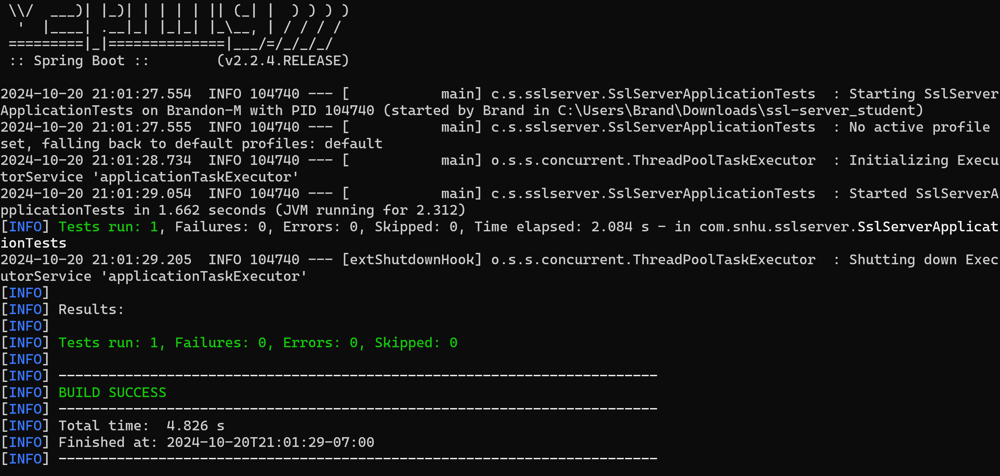 \\/  ___)| |_)| | | | | || (_| |  ) ) ) )
  '  |____| .__|_| |_|_| |_\__, | / / / /
 =========|_|==============|___/=/_/_/_/
 :: Spring Boot ::        (v2.2.4.RELEASE)
2024-10-20 21:01:27.554  INFO 104740 --- [           main] c.s.sslserver.SslServerApplicationTests  : Starting SslServer
ApplicationTests on Brandon-M with PID 104740 (started by Brand in C:\Users\Brand\Downloads\ssl-server_student)
2024-10-20 21:01:27.555  INFO 104740 --- [           main] c.s.sslserver.SslServerApplicationTests  : No active profile
set, falling back to default profiles: default
2024-10-20 21:01:28.734  INFO 104740 --- [           main] o.s.s.concurrent.ThreadPoolTaskExecutor  : Initializing Execu
torService 'applicationTaskExecutor'
2024-10-20 21:01:29.054  INFO 104740 --- [           main] c.s.sslserver.SslServerApplicationTests  : Started SslServerA
pplicationTests in 1.662 seconds (JVM running for 2.312)
[INFO] Tests run: 1, Failures: 0, Errors: 0, Skipped: 0, Time elapsed: 2.084 s - in com.snhu.sslserver.SslServerApplicat
ionTests
2024-10-20 21:01:29.205  INFO 104740 --- [extShutdownHook] o.s.s.concurrent.ThreadPoolTaskExecutor  : Shutting down Exec
utorService 'applicationTaskExecutor'
[INFO]
[INFO] Results:
[INFO]
[INFO] Tests run: 1, Failures: 0, Errors: 0, Skipped: 0
[INFO]
[INFO] ------------------------------------------------------------------------
[INFO] BUILD SUCCESS
[INFO] ------------------------------------------------------------------------
[INFO] Total time:  4.826 s
[INFO] Finished at: 2024-10-20T21:01:29-07:00
[INFO] ------------------------------------------------------------------------